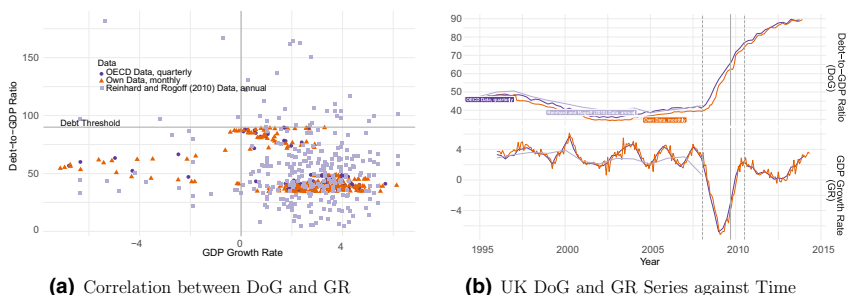 Debt−to−GDP Ratio
150
100
50
0
Data
OECD Data, quarterly
Own Data, monthly
Reinhard and Rogoff (2010) Data, annual
Debt Threshold
−4
0
4
GDP Growth Rate
(a) Correlation between DoG and GR
90
80
70
60
50
40
OECD Data, quarterly
Own Data, monthly
Debt−to−GDP Ratio
(DoG)
4
0
−4
GDP Growth Rate
(GR)
1995
2000
2005
2010
2015
Year
(b) UK DoG and GR Series against Time